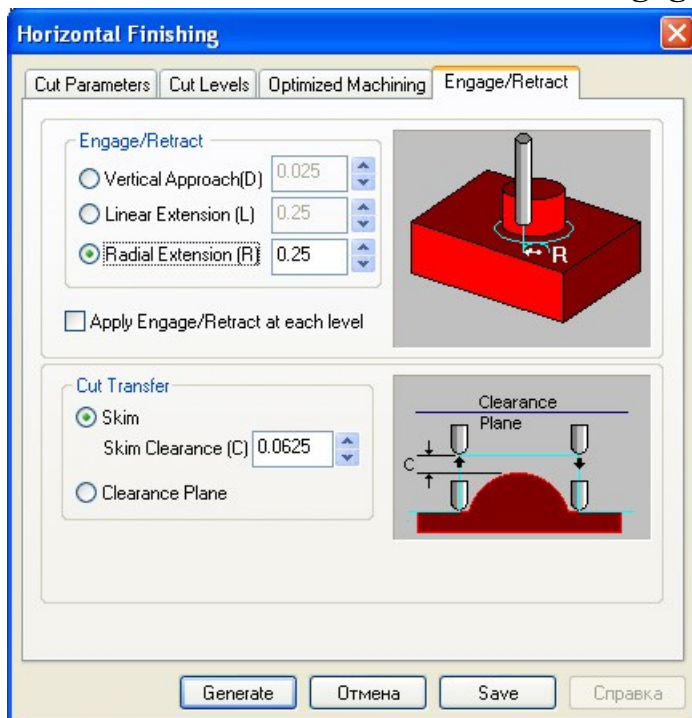 Horizontal Finishing
Cut Parameters Cut Levels Optimized Machining Engage/Retract
Engage/Retract
Vertical Approach(D) 0.025
Linear Extension (L) 0.25
Radial Extension (R) 0.25
R
Apply Engage/Retract at each level
Cut Transfer
Skim
Skim Clearance (C) 0.0625
Clearance Plane
Clearance
Plane
C
Generate Отмена Save Справка